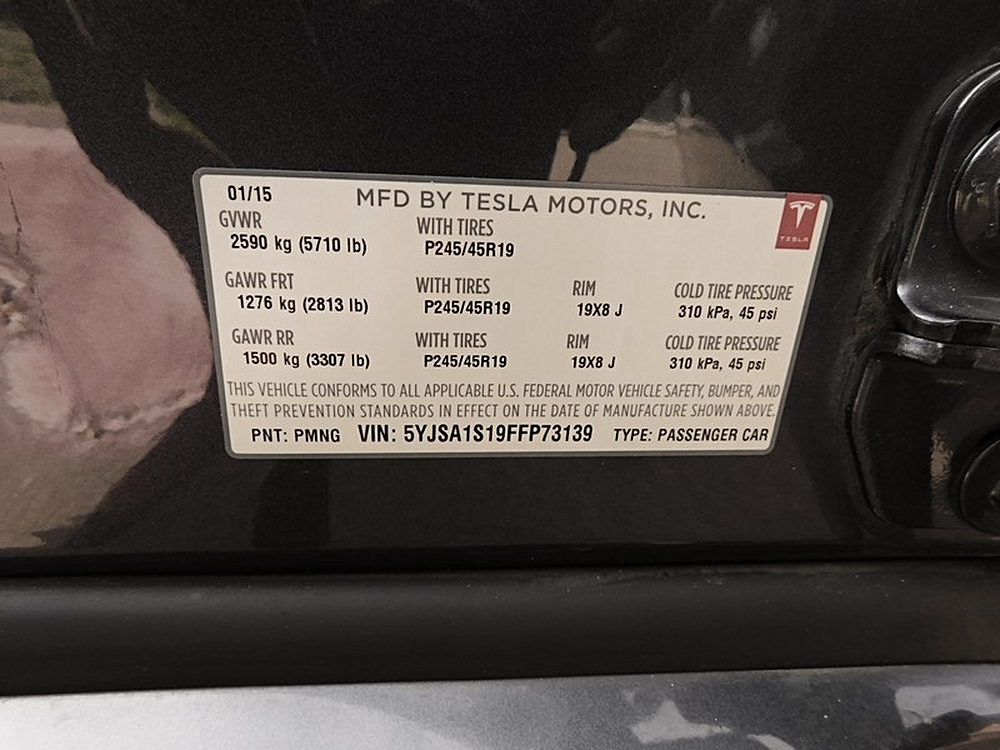 01/15 MFD BY TESLA MOTORS, INC.
TESLA
GVWR WITH TIRES
2590 kg (5710 lb) P245/45R19
GAWR FRT WITH TIRES RIM COLD TIRE PRESSURE
1276 kg (2813 lb) P245/45R19 19X8 J 310 kPa, 45 psi
GAWR RR WITH TIRES RIM COLD TIRE PRESSURE
1500 kg (3307 lb) P245/45R19 19X8 J 310 kPa, 45 psi
THIS VEHICLE CONFORMS TO ALL APPLICABLE U.S. FEDERAL MOTOR VEHICLE SAFETY, BUMPER, AND
THEFT PREVENTION STANDARDS IN EFFECT ON THE DATE OF MANUFACTURE SHOWN ABOVE.
PNT: PMNG VIN: 5YJSA1S19FFP73139 TYPE: PASSENGER CAR